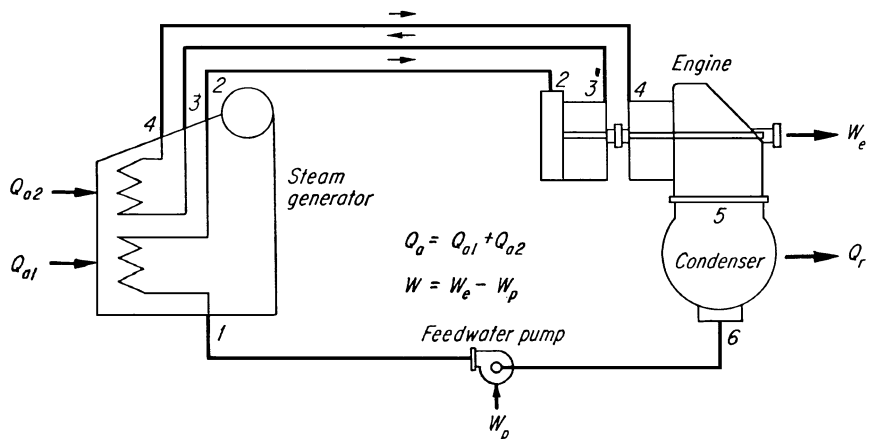 2
3
4
2
3'
4
Engine
W_e
Q_a2
Q_a1
Steam
generator
Q_a = Q_a1 + Q_a2
W = W_e - W_p
5
Condenser
Q_r
1
Feedwater pump
6
W_p